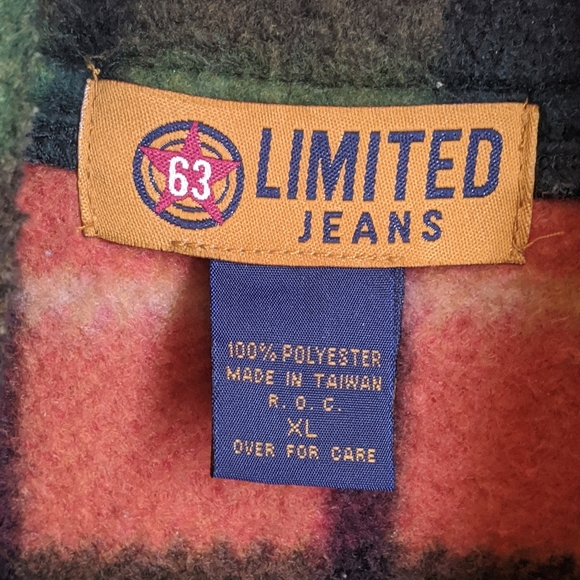 63 LIMITED
JEANS
100% POLYESTER
MADE IN TAIWAN
R. O. C.
XL
OVER FOR CARE